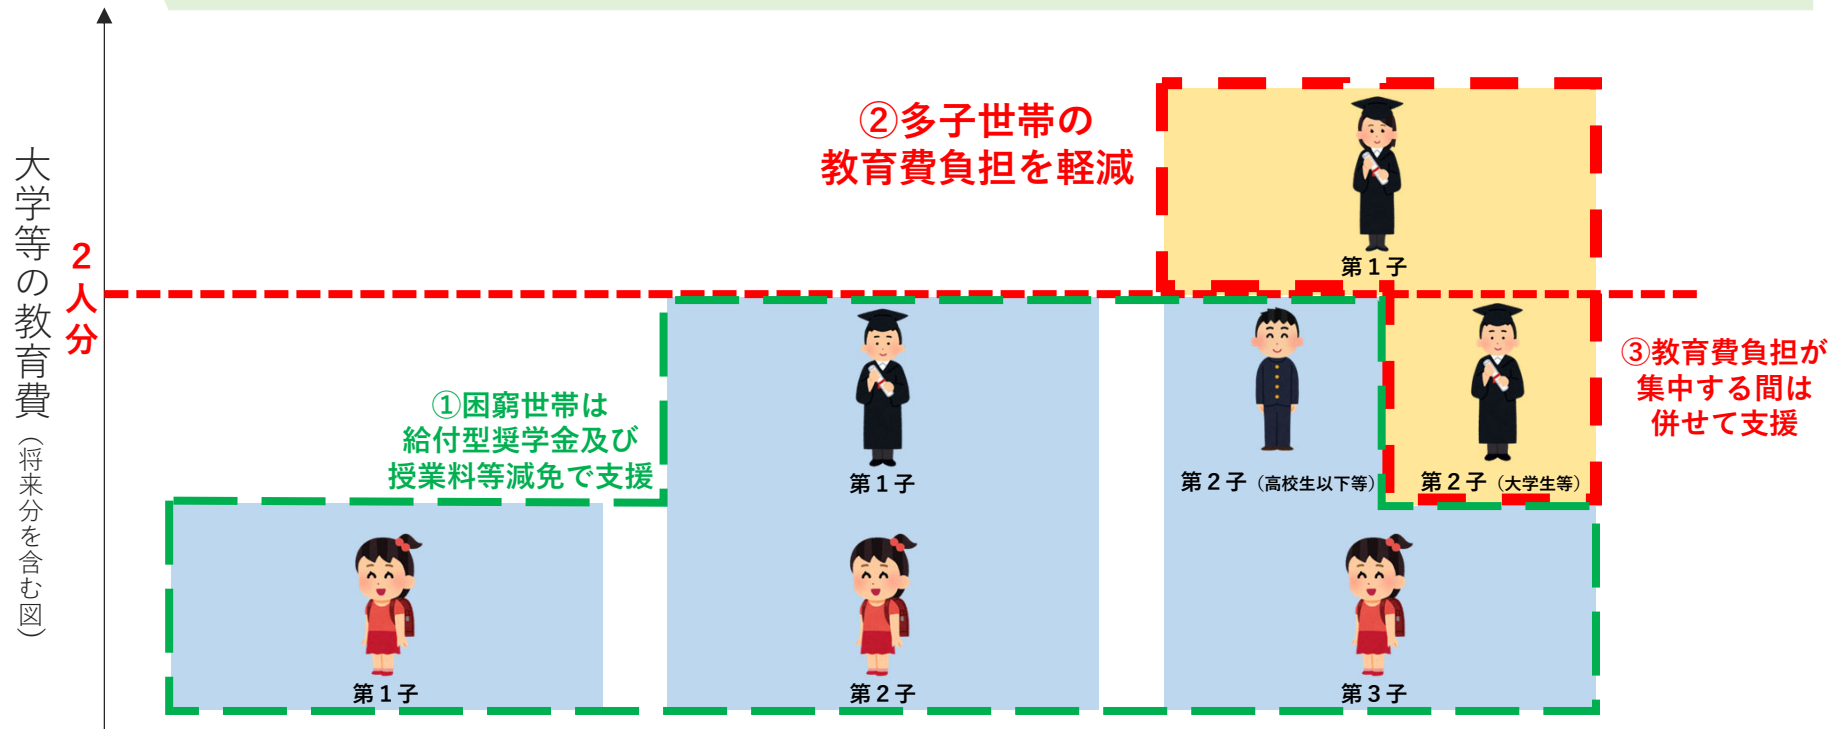 大学等の教育費(将来分を含む図)
2人分
②多子世帯の
教育費負担を軽減
第1子
①困窮世帯は
給付型奨学金及び
授業料等減免で支援
③教育費負担が
集中する間は
併せて支援
第1子
第2子(高校生以下等)
第2子(大学生等)
第1子
第2子
第3子